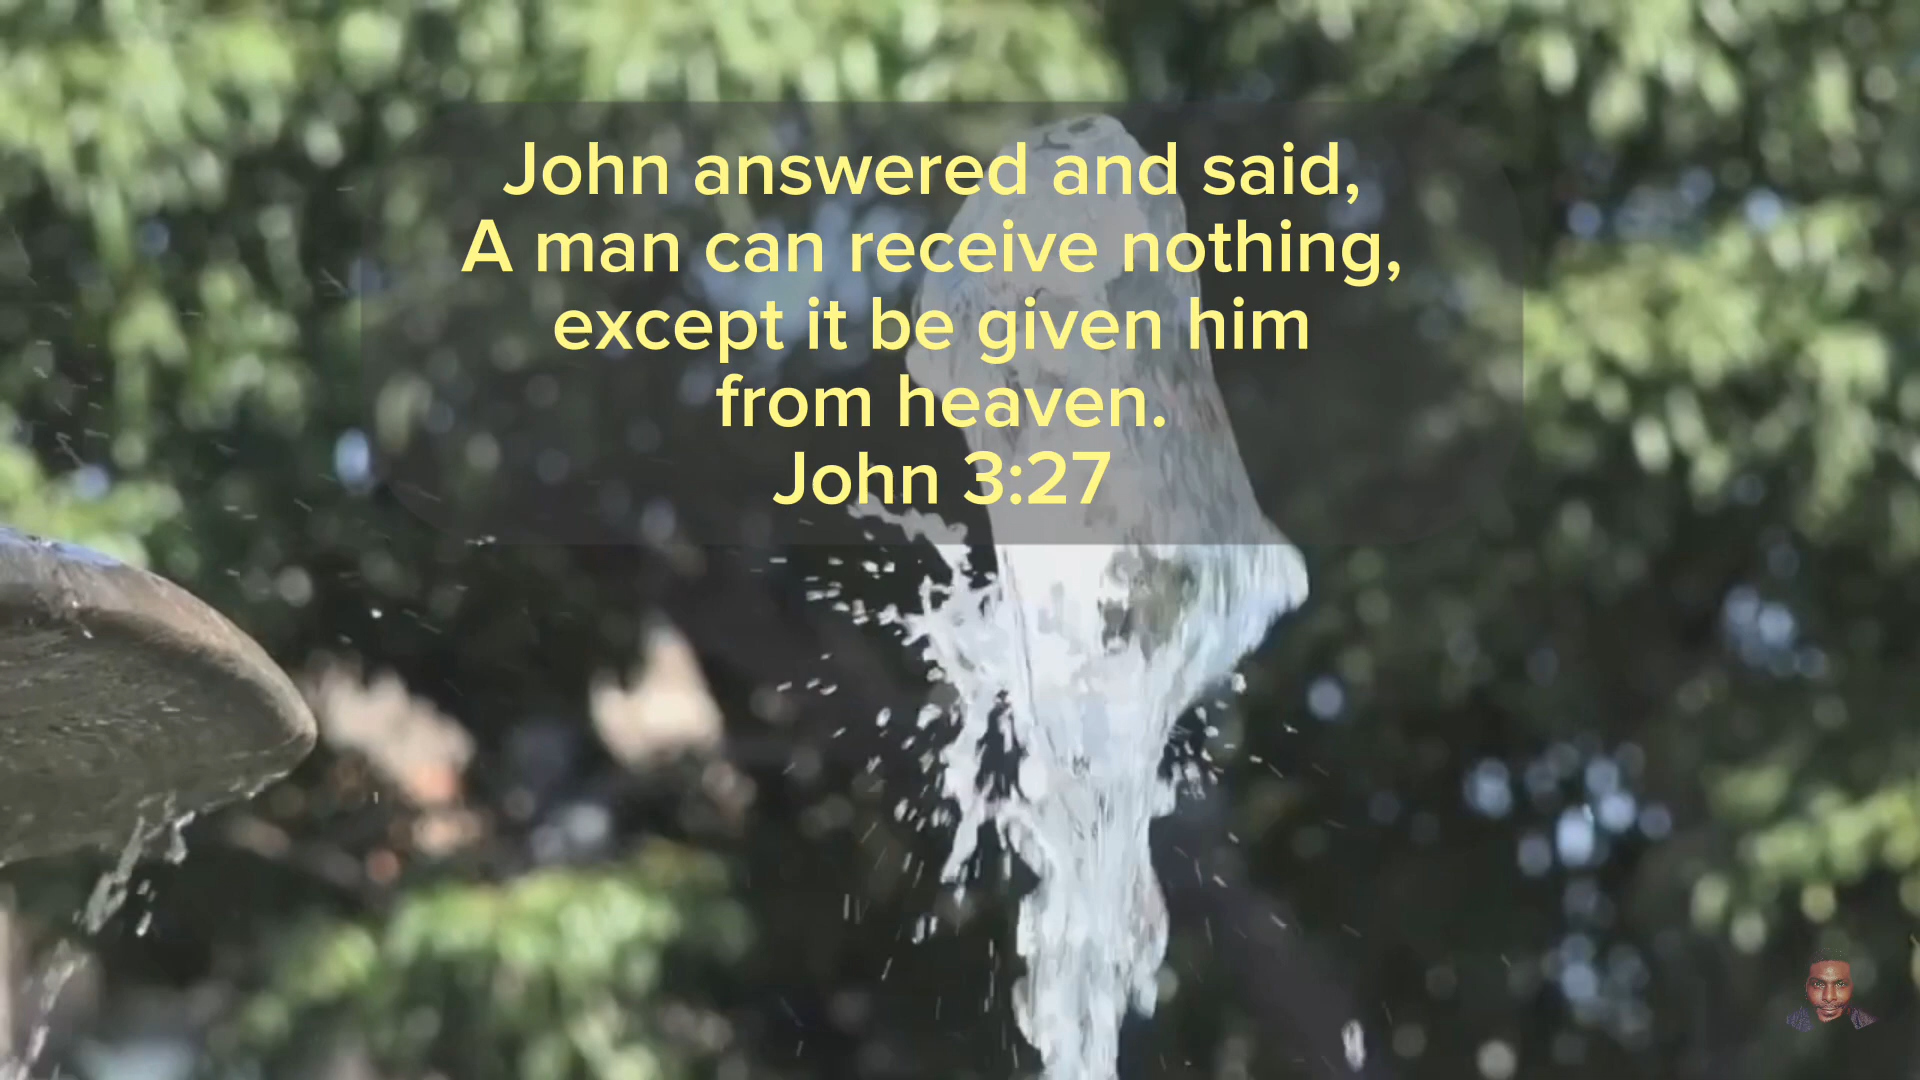 John answered and said,
A man can receive nothing,
except it be given him
from heaven.
John 3:27